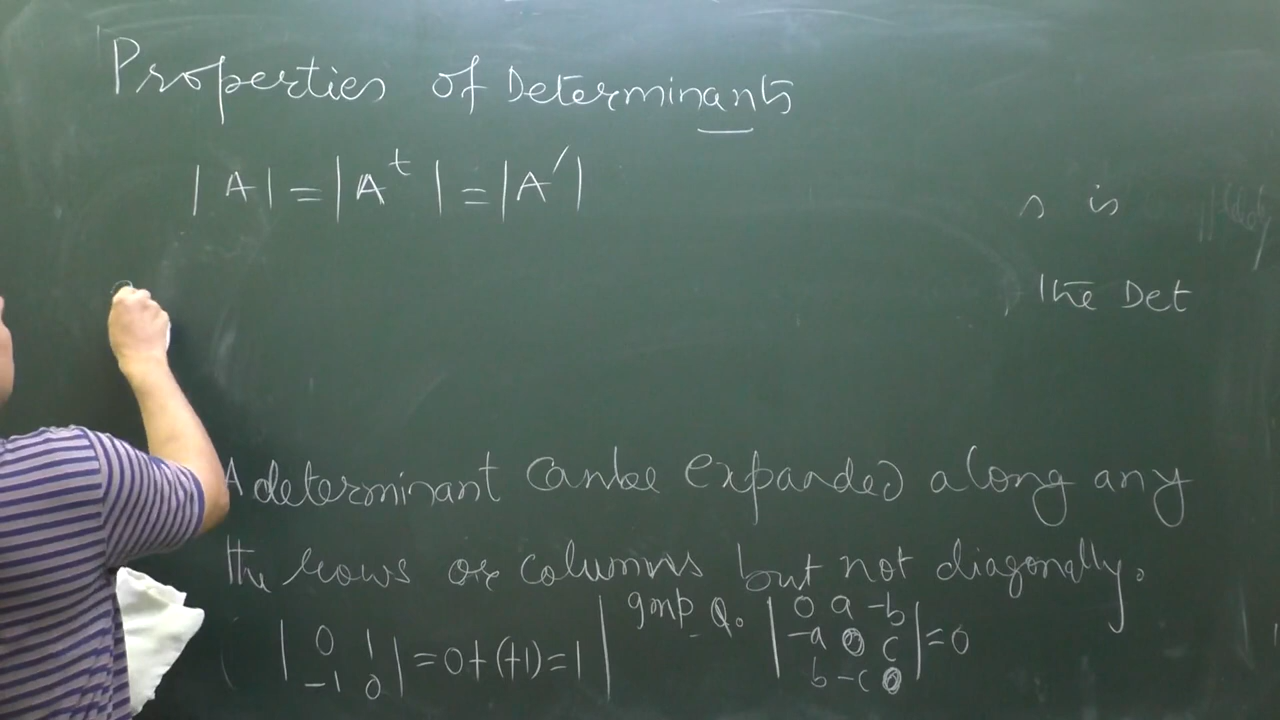 Properties of Determinants
|A| = |Aᵗ| = |A′|
s is
the Det
A determinant can be expanded along any
the rows or columns but not diagonally.
| 0 1 | = 0+(+1)=1 | Imp Q. | 0 a -b | = 0
| -1 0 | | -a 0 c |
| b -c 0 |